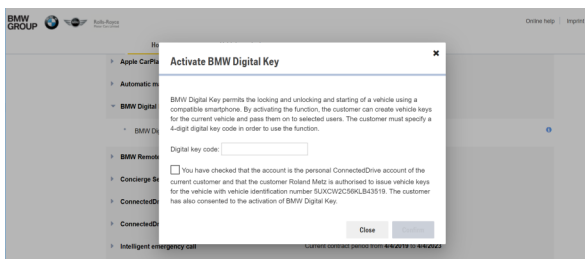 BMW
GROUP
Rolls-Royce
Online help
Imprint
Ho
Activate BMW Digital Key
Apple CarPla
Automatic m
BMW Digital Key permits the locking and unlocking and starting of a vehicle using a
compatible smartphone. By activating the function, the customer can create vehicle keys
BMW Digital
for the current vehicle and pass them on to selected users. The customer must specify a
4-digit digital key code in order to use the function.
BMW Dig
Digital key code:
BMW Remote
You have checked that the account is the personal ConnectedDrive account of the
Concierge Se
current customer and that the customer Roland Metz is authorised to issue vehicle keys
for the vehicle with vehicle identification number 5UXCW2C56KLB43519. The customer
ConnectedDr
has also consented to the activation of BMW Digital Key.
ConnectedDr
Close
Confirm
Intelligent emergency call
Current contract period from 4/4/2019 to 4/4/2023